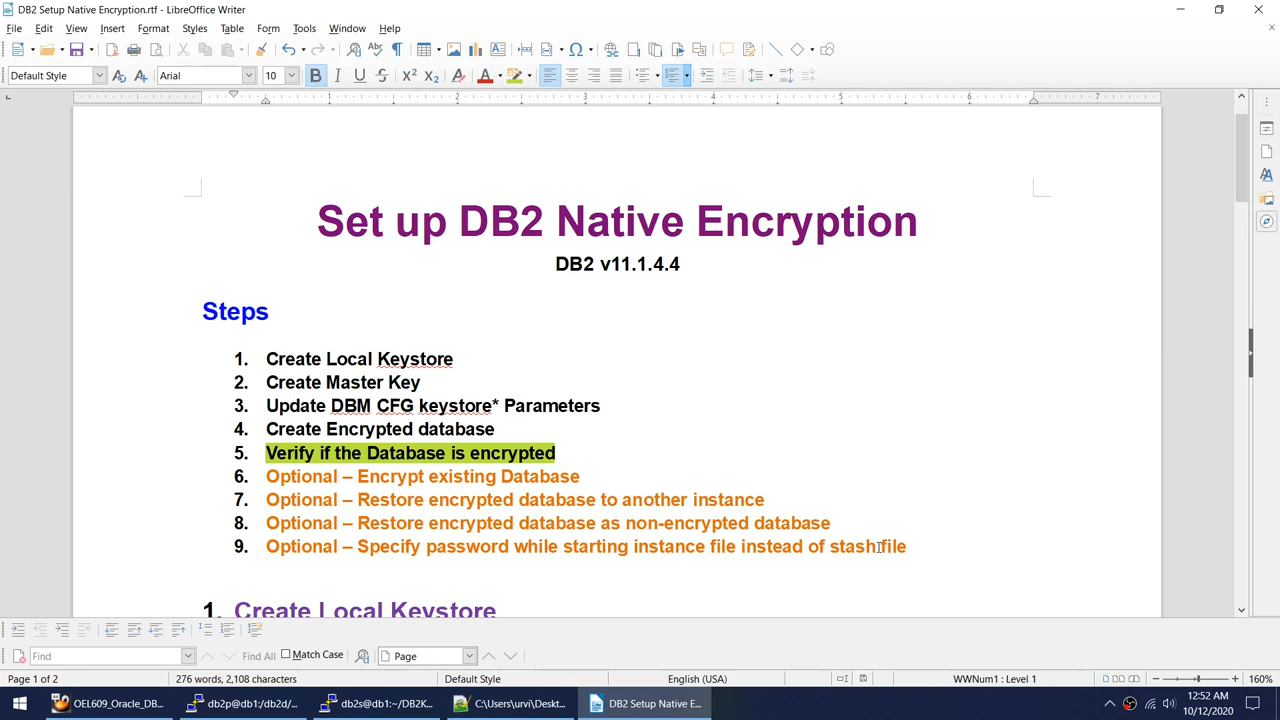 DB2 Setup Native Encryption.rtf - LibreOffice Writer
File Edit View Insert Format Styles Table Form Tools Window Help
Default Style Arial 10
1 2 3 4 5 6 7
Set up DB2 Native Encryption
DB2 v11.1.4.4
Steps
1. Create Local Keystore
2. Create Master Key
3. Update DBM CFG keystore* Parameters
4. Create Encrypted database
5. Verify if the Database is encrypted
6. Optional – Encrypt existing Database
7. Optional – Restore encrypted database to another instance
8. Optional – Restore encrypted database as non-encrypted database
9. Optional – Specify password while starting instance file instead of stash file
1. Create Local Keystore
Find Find All Match Case Page
Page 1 of 2 276 words, 2,108 characters Default Style English (USA) WWNum1 : Level 1 160%
OEL609_Oracle_DB... db2p@db1:/db2d/... db2s@db1:~/DB2K... C:\Users\urvi\Deskt... DB2 Setup Native E... 12:52 AM
10/12/2020